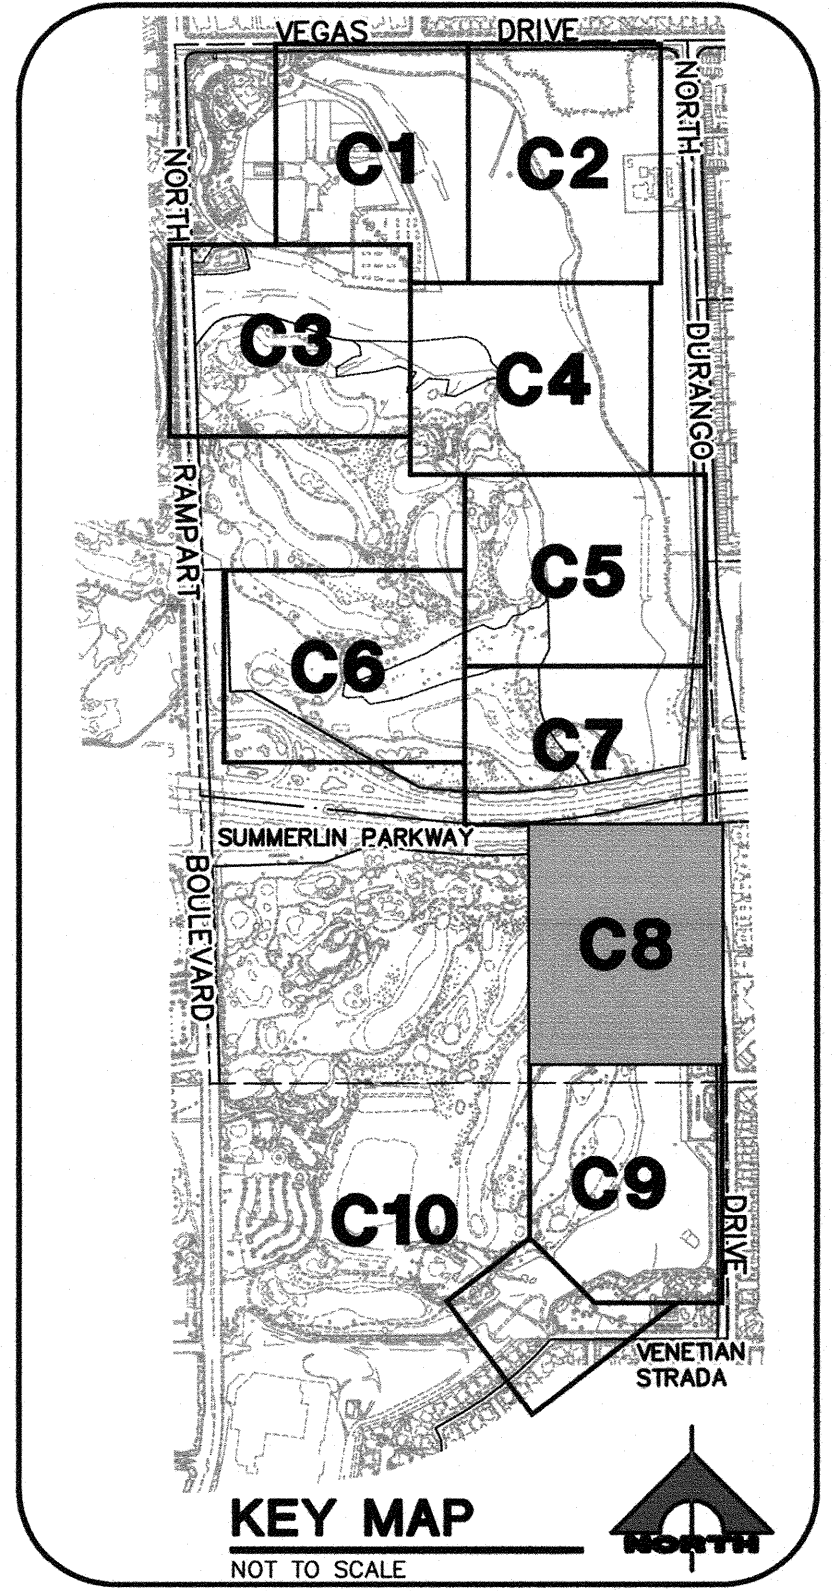 VEGAS DRIVE
NORTH
NORTH
C1
C2
C3
C4
DURANGO
RAMPART
C5
C6
C7
SUMMERLIN PARKWAY
BOULEVARD
C8
C9
C10
DRIVE
VENETIAN
STRADA
KEY MAP
NOT TO SCALE
NORTH